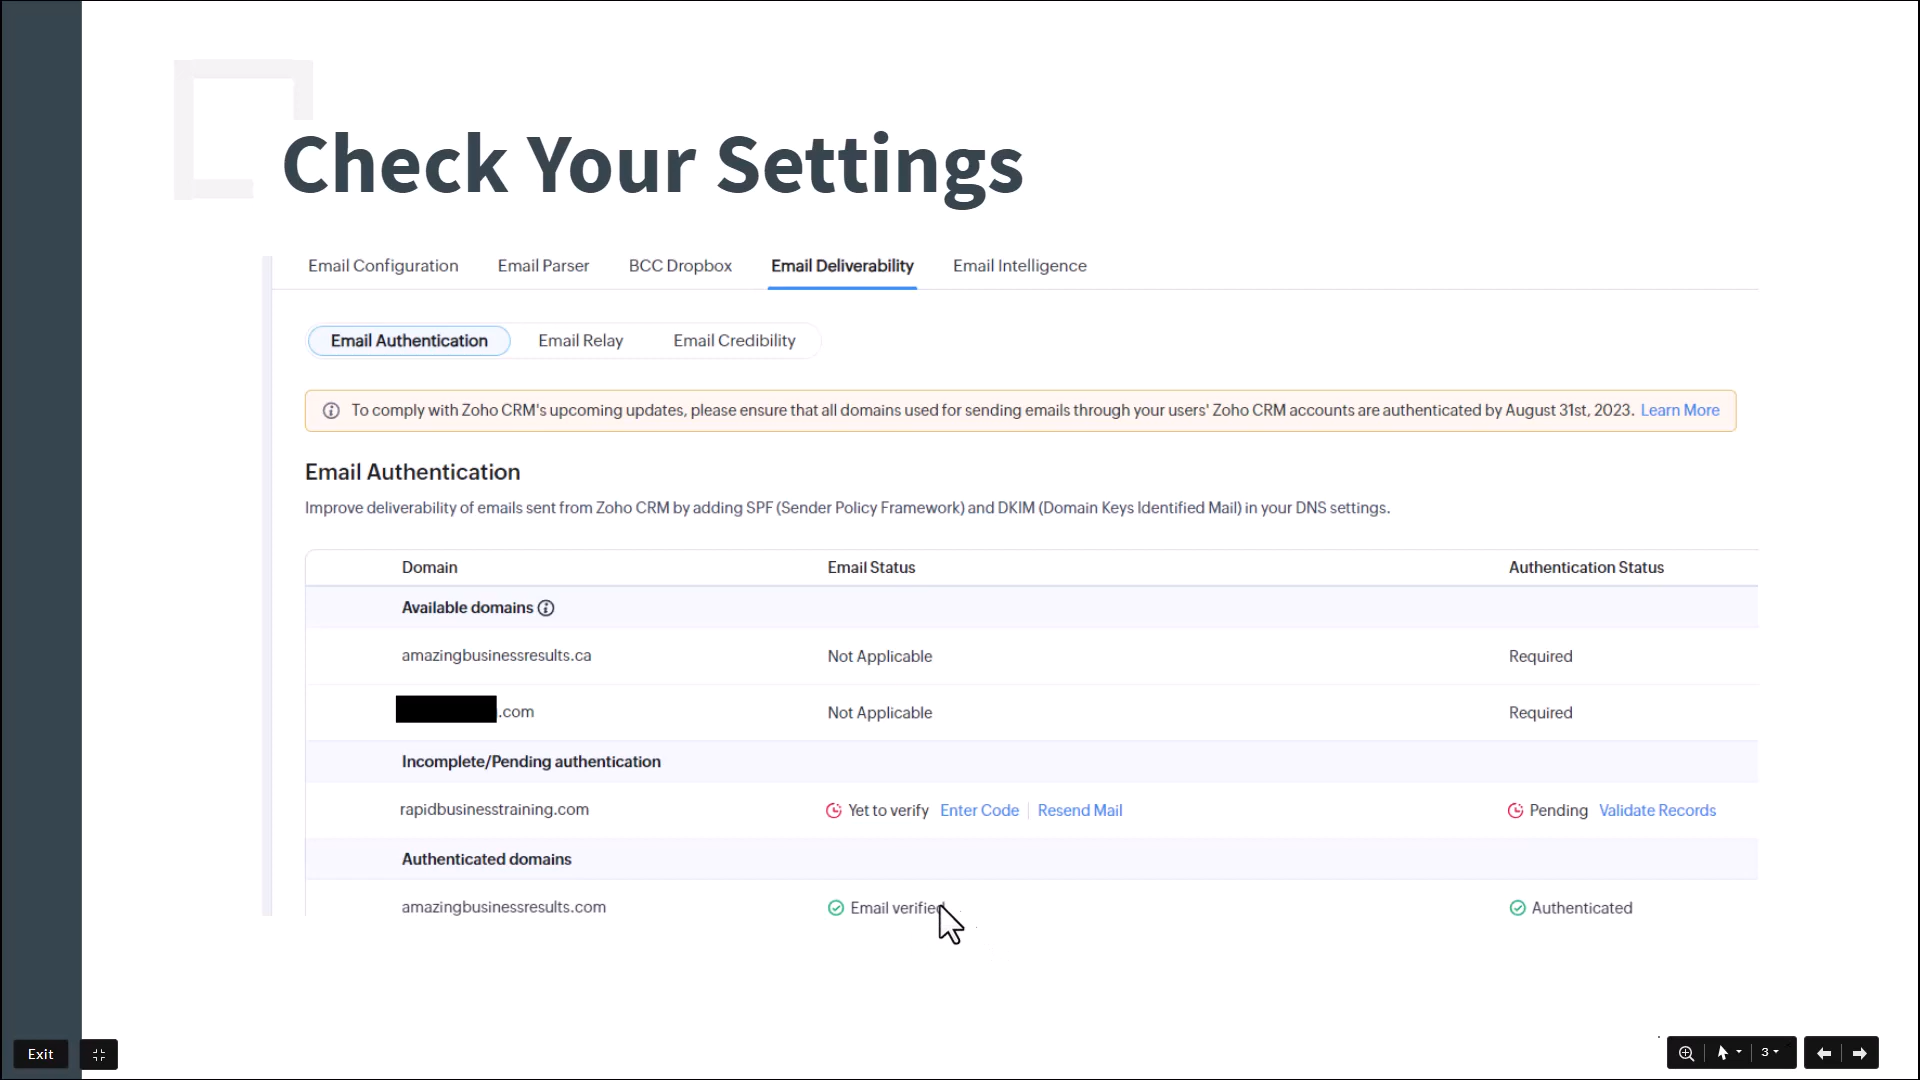 Check Your Settings
Email Configuration Email Parser BCC Dropbox Email Deliverability Email Intelligence
Email Authentication Email Relay Email Credibility
To comply with Zoho CRM's upcoming updates, please ensure that all domains used for sending emails through your users' Zoho CRM accounts are authenticated by August 31st, 2023. Learn More
Email Authentication
Improve deliverability of emails sent from Zoho CRM by adding SPF (Sender Policy Framework) and DKIM (Domain Keys Identified Mail) in your DNS settings.
Domain Email Status Authentication Status
Available domains
amazingbusinessresults.ca Not Applicable Required
.com Not Applicable Required
Incomplete/Pending authentication
rapidbusinesstraining.com Yet to verify Enter Code Resend Mail Pending Validate Records
Authenticated domains
amazingbusinessresults.com Email verified Authenticated
Exit 3